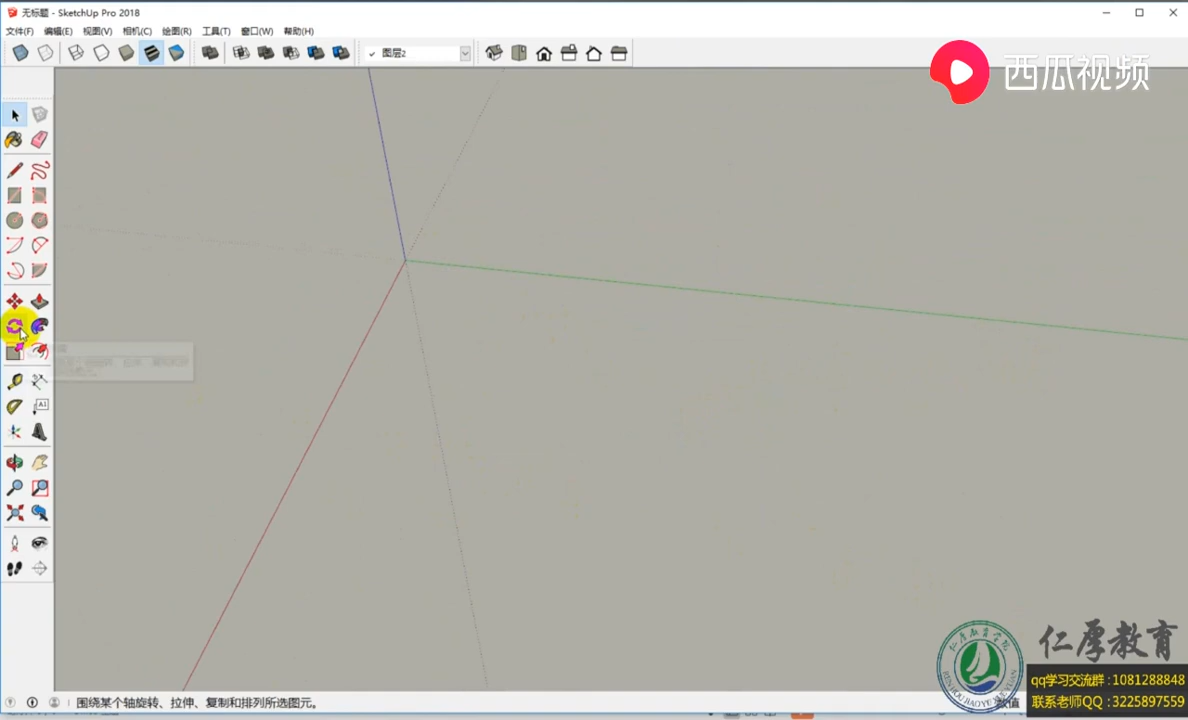 无标题 - SketchUp Pro 2018
文件(F) 编辑(E) 视图(V) 相机(C) 绘图(R) 工具(T) 窗口(W) 帮助(H)
图层2
西瓜视频
A1
仁厚教育
qq学习交流群:1081288848
联系老师QQ:3225897559
围绕某个轴旋转、拉伸、复制和排列所选图元。
数值